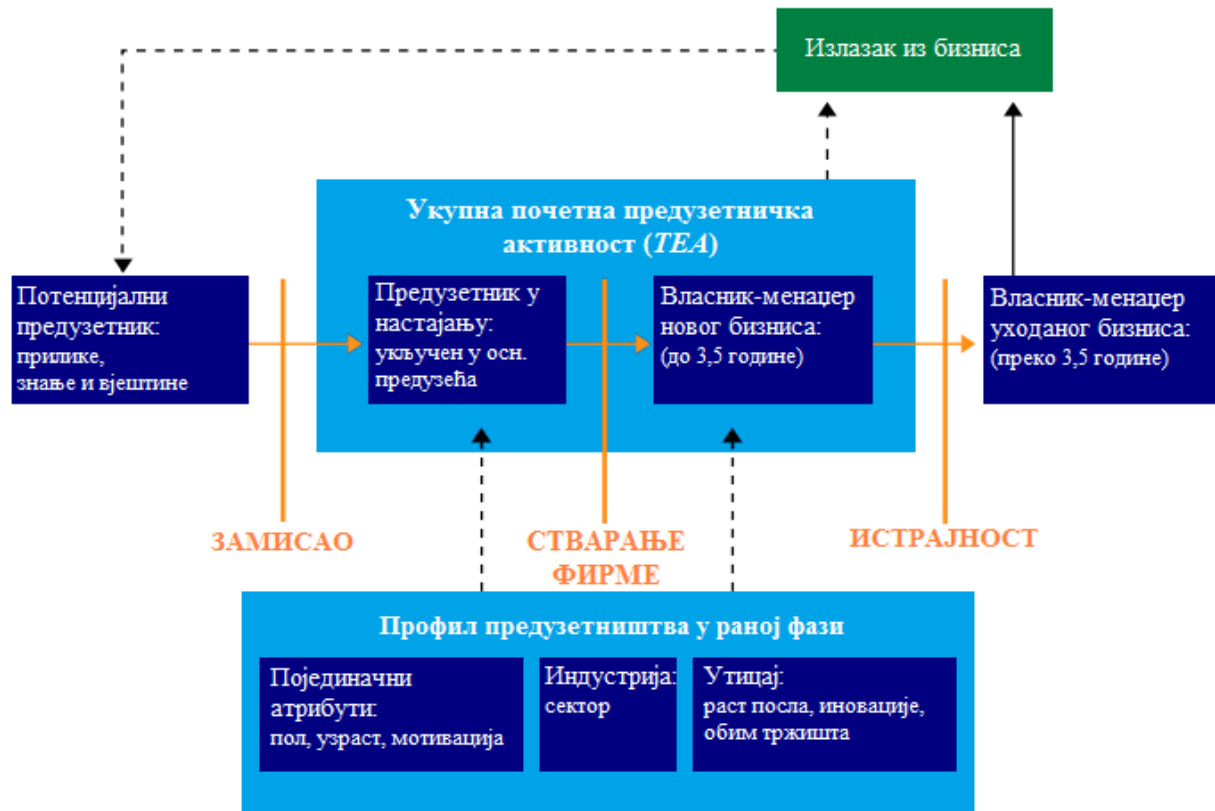 Излазак из бизниса
Укупна почетна предузетничка
активност (TEA)
Потенцијални
предузетник:
прилике,
знање и вјештине
Предузетник у
настајању:
укључен у осн.
предузећа
Власник-менаџер
новог бизниса:
(до 3,5 године)
Власник-менаџер
уходаног бизниса:
(преко 3,5 године)
ЗАМИСАО
СТВАРАЊЕ
ФИРМЕ
ИСТРАЈНОСТ
Профил предузетништва у раној фази
Појединачни
атрибути:
пол, узраст, мотивација
Индустрија:
сектор
Утицај:
раст посла, иновације,
обим тржишта